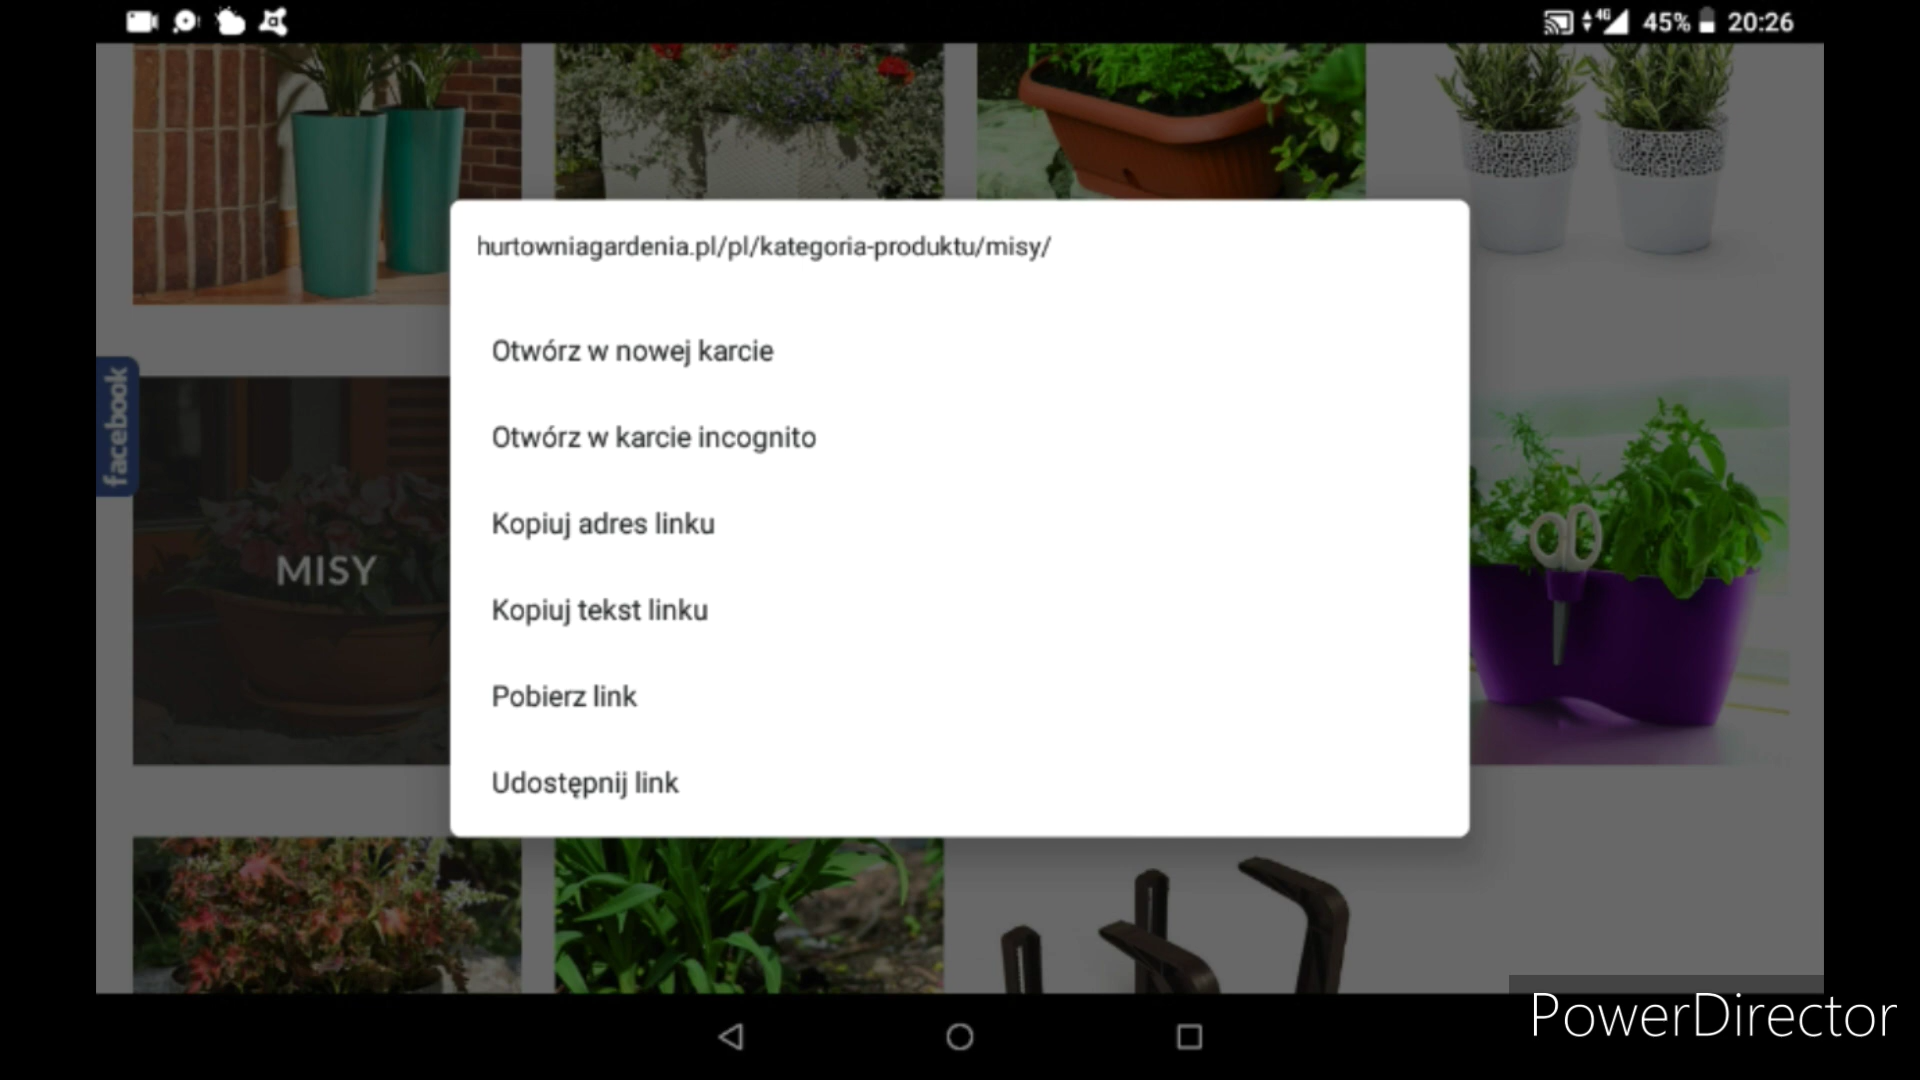 4G 45% 20:26
hurtowniagardenia.pl/pl/kategoria-produktu/misy/
Otwórz w nowej karcie
Otwórz w karcie incognito
Kopiuj adres linku
Kopiuj tekst linku
Pobierz link
Udostępnij link
facebook
MISY
PowerDirector